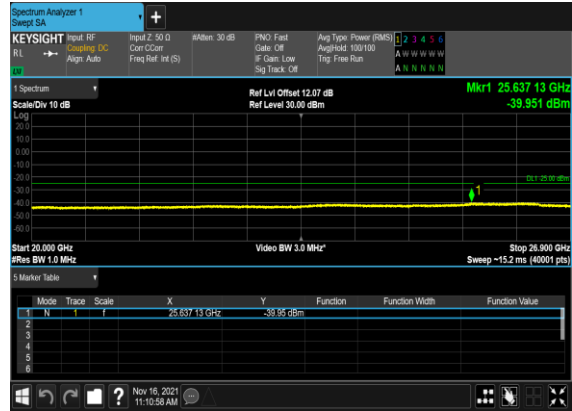 Spectrum Analyzer 1
Swept SA
+
KEYSIGHT Input: RF Input Z: 50 Ω #Atten: 30 dB PNO: Fast Avg Type: Power (RMS) 1 2 3 4 5 6
RL Coupling: DC Corr CCorr Gate: Off Avg|Hold: 100/100 A W W W W W
Align: Auto Freq Ref: Int (S) IF Gain: Low Trig: Free Run
Sig Track: Off A N N N N N
1 Spectrum Ref Lvl Offset 12.07 dB Mkr1 25.637 13 GHz
Scale/Div 10 dB Ref Level 30.00 dBm -39.951 dBm
Log
20.0
10.0
0.00
-10.0
-20.0
DL1 -25.00 dBm
-30.0
1
-40.0
-50.0
-60.0
Start 20.000 GHz Video BW 3.0 MHz* Stop 26.900 GHz
#Res BW 1.0 MHz Sweep ~15.2 ms (40001 pts)
5 Marker Table
Mode Trace Scale X Y Function Function Width Function Value
1 N 1 f 25.637 13 GHz -39.95 dBm
2
3
4
5
6
? Nov 16, 2021
11:10:58 AM